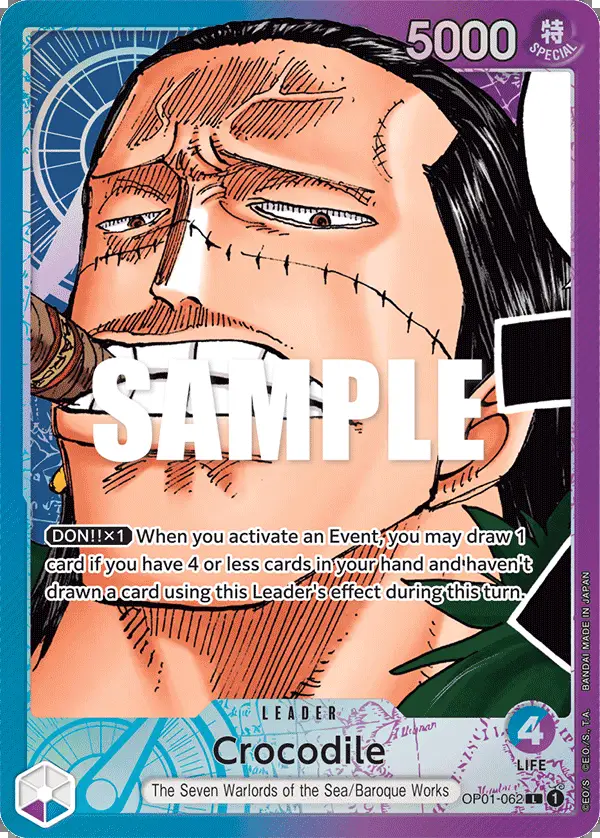 5000
特
SPECIAL
SAMPLE
DON!!×1 When you activate an Event, you may draw 1
card if you have 4 or less cards in your hand and haven't
drawn a card using this Leader's effect during this turn.
LEADER
Crocodile
The Seven Warlords of the Sea/Baroque Works
4
LIFE
OP01-062 L 1
©E.O./S. ©E.O./S.,T.A. BANDAI MADE IN JAPAN